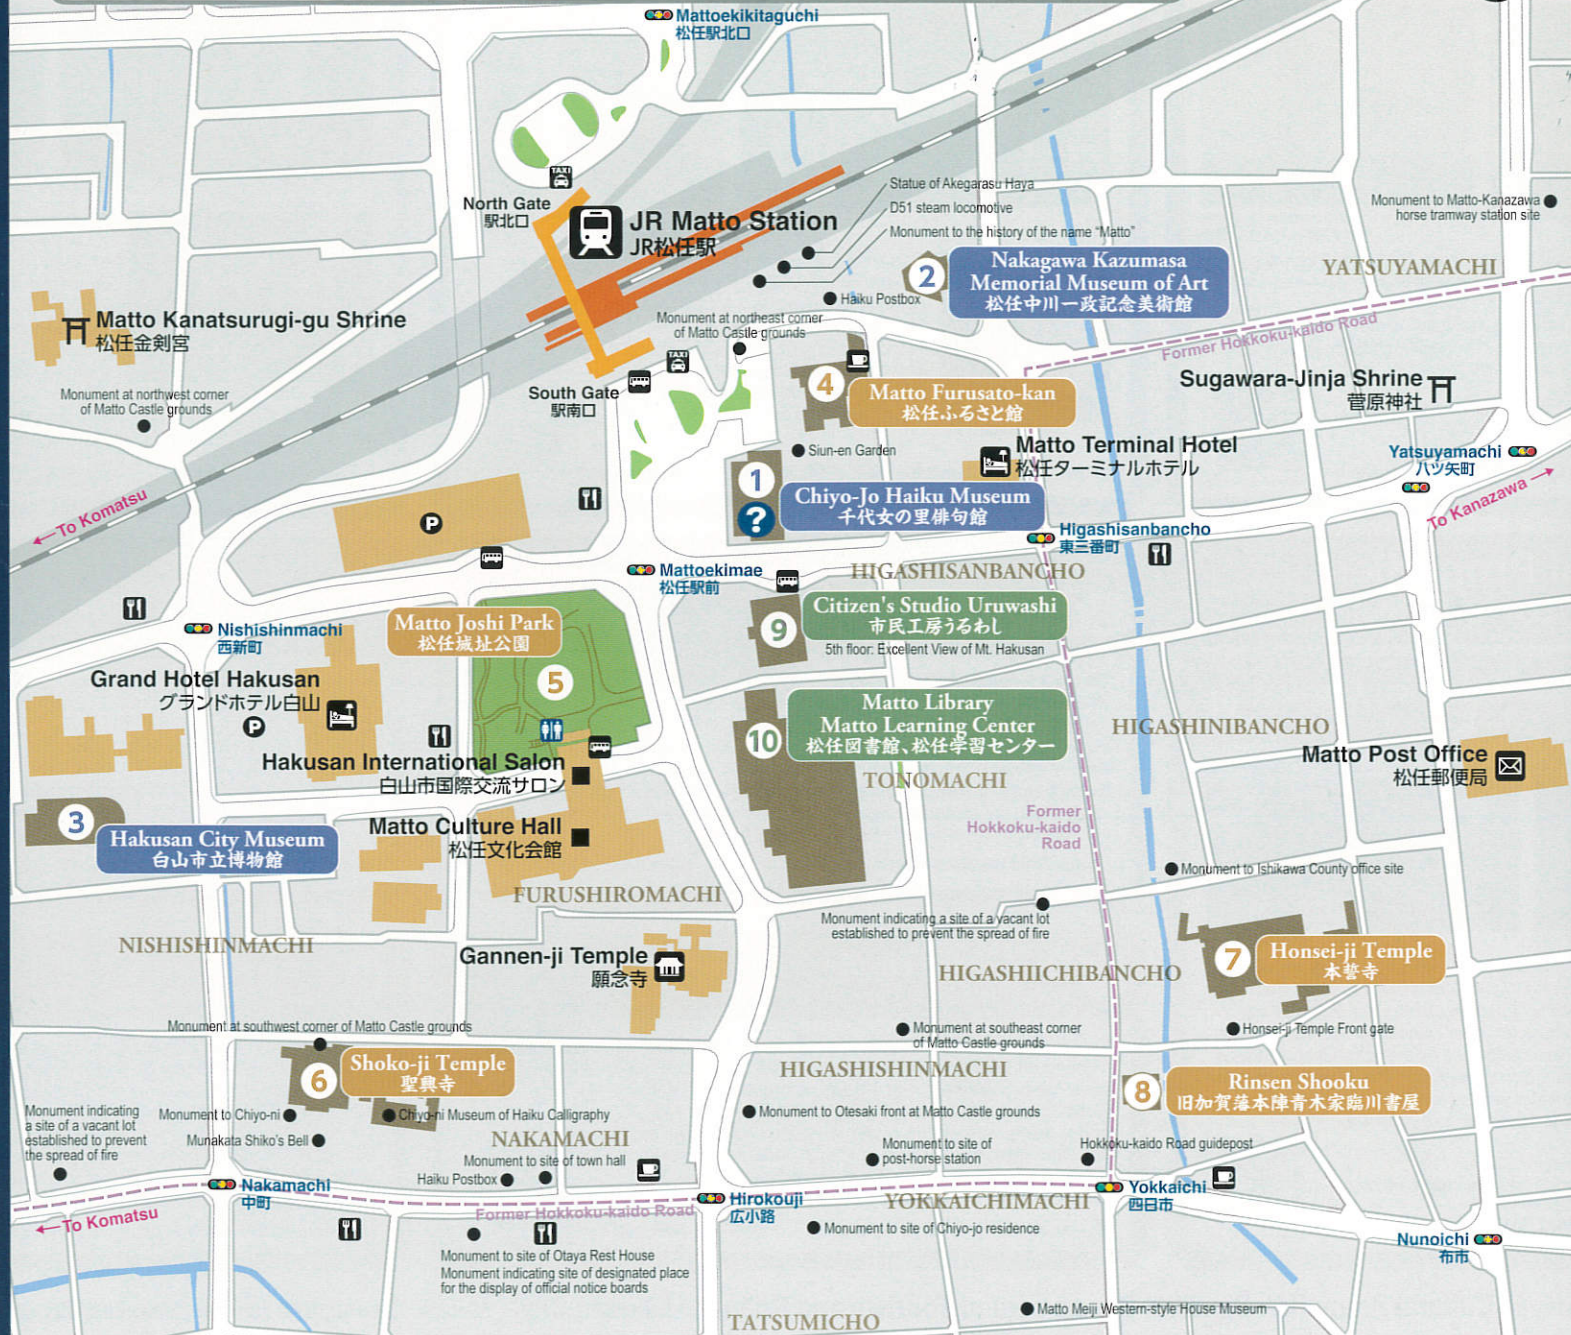 Mattoekikitaguchi
松任駅北口
TAXI
North Gate
駅北口
JR Matto Station
JR松任駅
Statue of Akegarasu Haya
D51 steam locomotive
Monument to the history of the name “Matto”
Monument to Matto-Kanazawa
horse tramway station site
2
Nakagawa Kazumasa
Memorial Museum of Art
松任中川一政記念美術館
YATSUYAMACHI
Haiku Postbox
Matto Kanatsurugi-gu Shrine
松任金剣宮
Monument at northeast corner
of Matto Castle grounds
Former Hokkoku-kaido Road
TAXI
South Gate
駅南口
4
Matto Furusato-kan
松任ふるさと館
Sugawara-Jinja Shrine
菅原神社
Monument at northwest corner
of Matto Castle grounds
Siun-en Garden
Matto Terminal Hotel
松任ターミナルホテル
Yatsuyamachi
八ツ矢町
To Komatsu
P
1
?
Chiyo-Jo Haiku Museum
千代女の里俳句館
To Kanazawa
Higashisanbancho
東三番町
Mattoekimae
松任駅前
HIGASHISANBANCHO
Nishishinmachi
西新町
Matto Joshi Park
松任城址公園
5
9
Citizen's Studio Uruwashi
市民工房うるわし
5th floor: Excellent View of Mt. Hakusan
Grand Hotel Hakusan
グランドホテル白山
P
10
Matto Library
Matto Learning Center
松任図書館、松任学習センター
HIGASHINIBANCHO
Hakusan International Salon
白山市国際交流サロン
TONOMACHI
Matto Post Office
松任郵便局
3
Hakusan City Museum
白山市立博物館
Matto Culture Hall
松任文化会館
Former
Hokkoku-kaido
Road
FURUSHIROMACHI
Monument to Ishikawa County office site
Monument indicating a site of a vacant lot
established to prevent the spread of fire
NISHISHINMACHI
Gannen-ji Temple
願念寺
HIGASHIICHIBANCHO
7
Honsei-ji Temple
本誓寺
Monument at southwest corner of Matto Castle grounds
Monument at southeast corner
of Matto Castle grounds
Honsei-ji Temple Front gate
6
Shoko-ji Temple
聖興寺
HIGASHISHINMACHI
8
Rinsen Shooku
旧加賀藩本陣青木家臨川書屋
Monument indicating
a site of a vacant lot
established to prevent
the spread of fire
Monument to Chiyo-ni
Chiyo-ni Museum of Haiku Calligraphy
Munakata Shiko's Bell
NAKAMACHI
Monument to Otesaki front at Matto Castle grounds
Monument to site of town hall
Haiku Postbox
Monument to site of
post-horse station
Hokkoku-kaido Road guidepost
Nakamachi
中町
Hirokouji
広小路
YOKKAICHIMACHI
Yokkaichi
四日市
To Komatsu
Former Hokkoku-kaido Road
Monument to site of Chiyo-jo residence
Nunoichi
布市
Monument to site of Otaya Rest House
Monument indicating site of designated place
for the display of official notice boards
Matto Meiji Western-style House Museum
TATSUMICHO